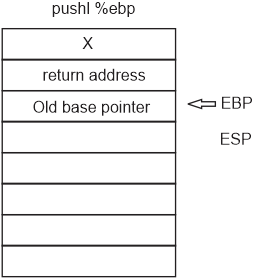 pushl %ebp
X
return address
Old base pointer
EBP
ESP